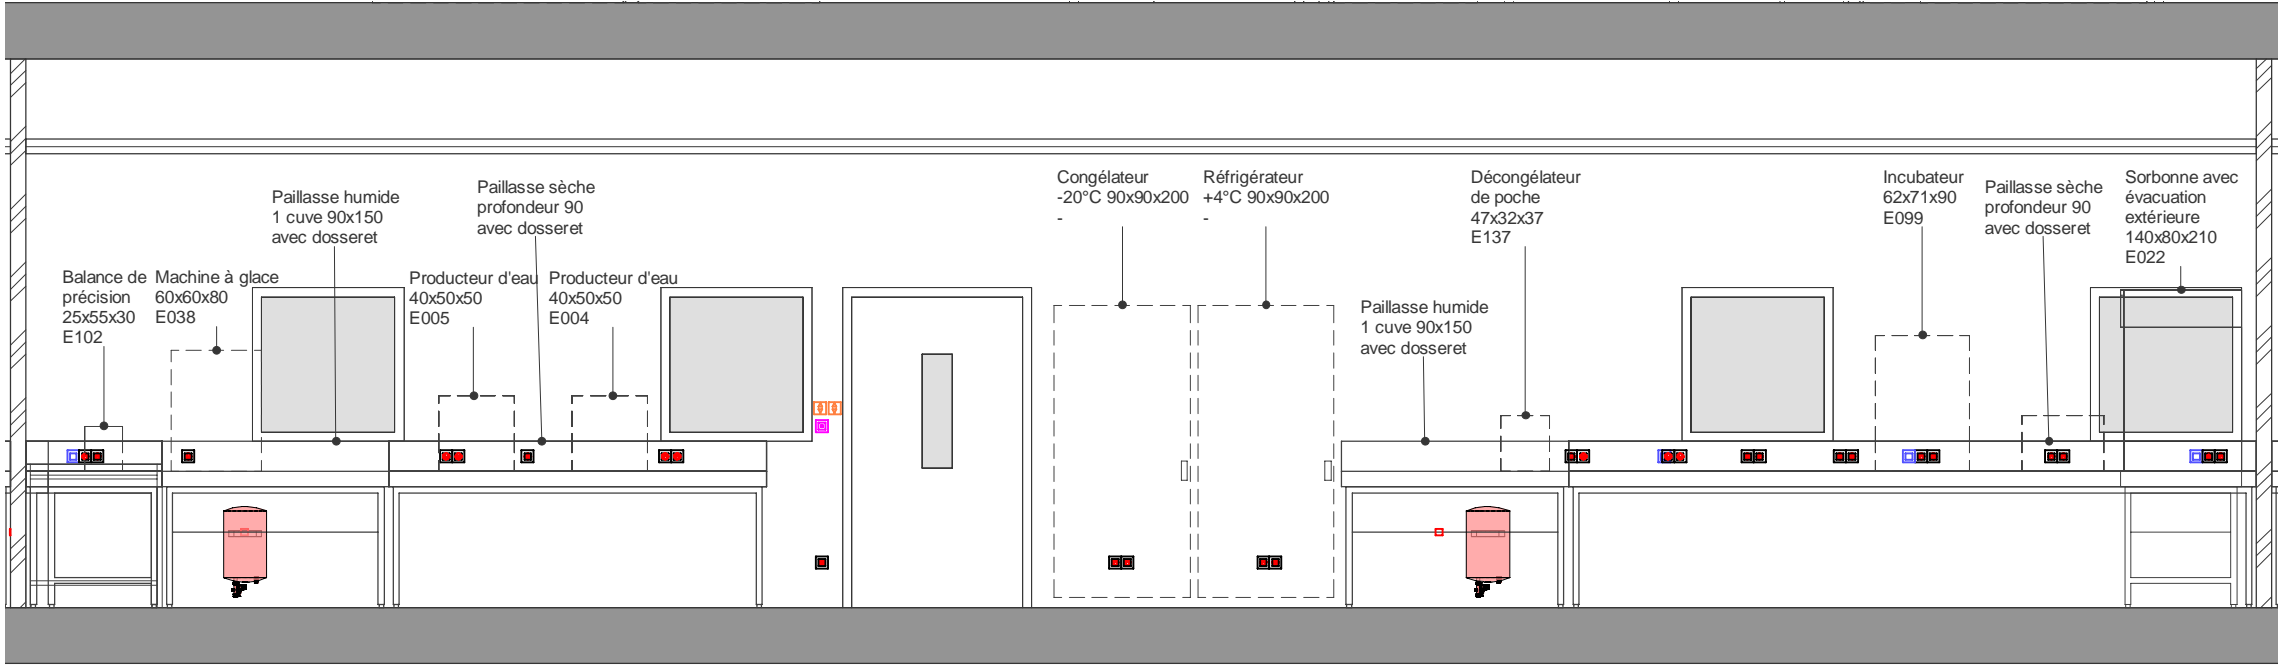 Balance de
précision
25x55x30
E102
Machine à glace
60x60x80
E038
Paillasse humide
1 cuve 90x150
avec dosseret
Producteur d'eau
40x50x50
E005
Paillasse sèche
profondeur 90
avec dosseret
Producteur d'eau
40x50x50
E004
Congélateur
-20°C 90x90x200
-
Réfrigérateur
+4°C 90x90x200
-
Paillasse humide
1 cuve 90x150
avec dosseret
Décongélateur
de poche
47x32x37
E137
Incubateur
62x71x90
E099
Paillasse sèche
profondeur 90
avec dosseret
Sorbonne avec
évacuation
extérieure
140x80x210
E022